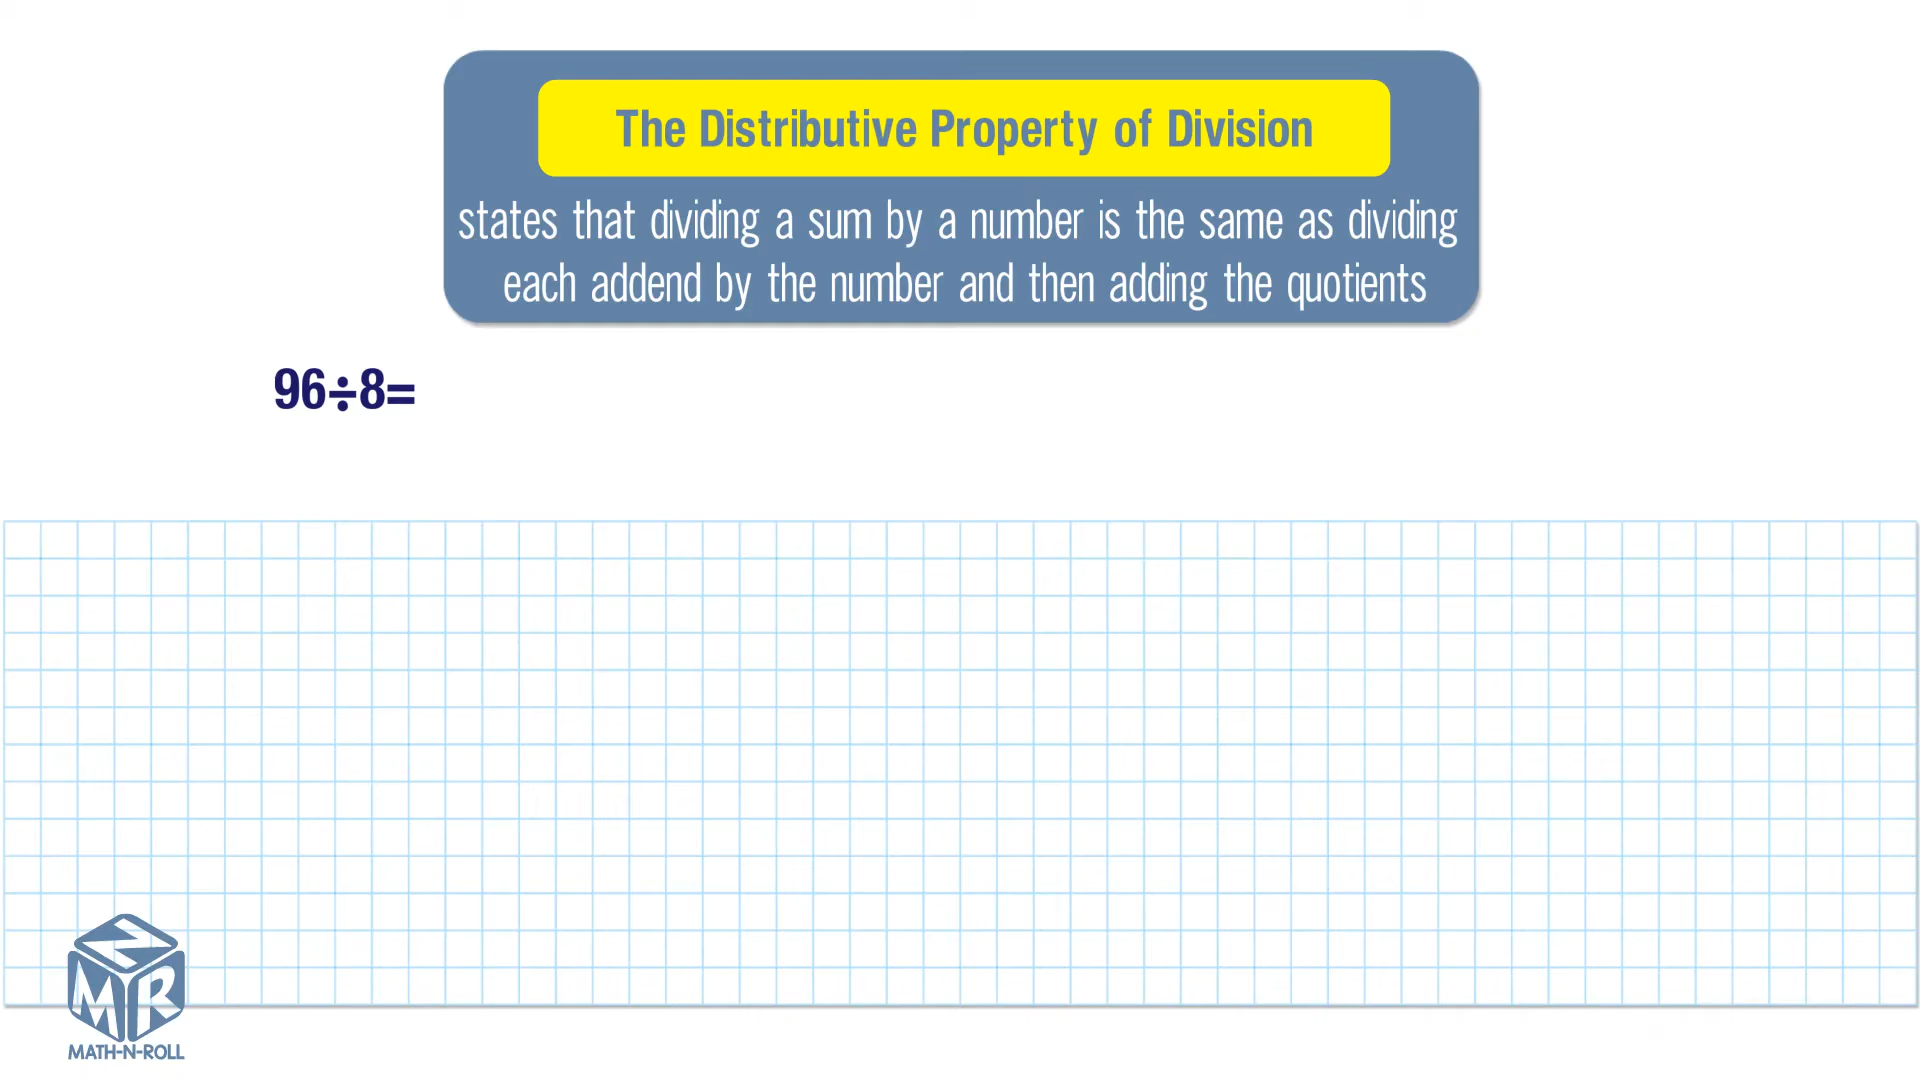 The Distributive Property of Division
states that dividing a sum by a number is the same as dividing
each addend by the number and then adding the quotients
96÷8=
N
M R
MATH-N-ROLL